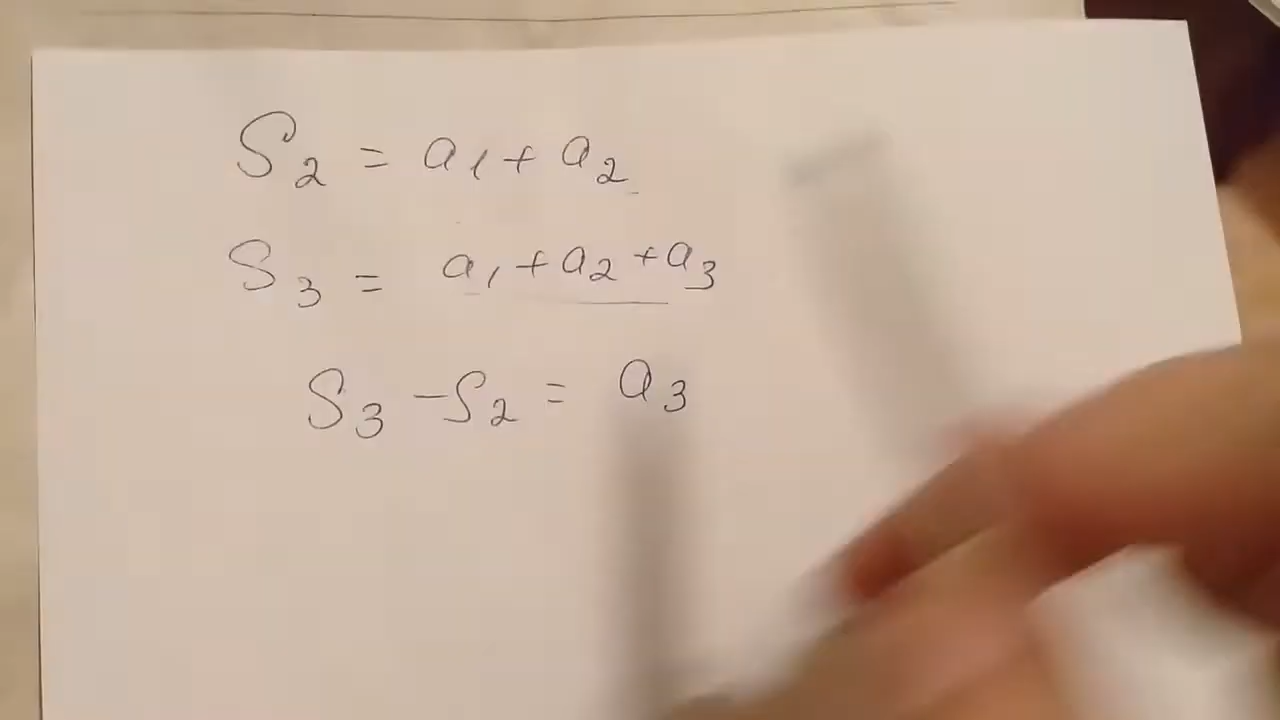 S₂ = a₁ + a₂
S₃ = a₁ + a₂ + a₃
S₃ - S₂ = a₃